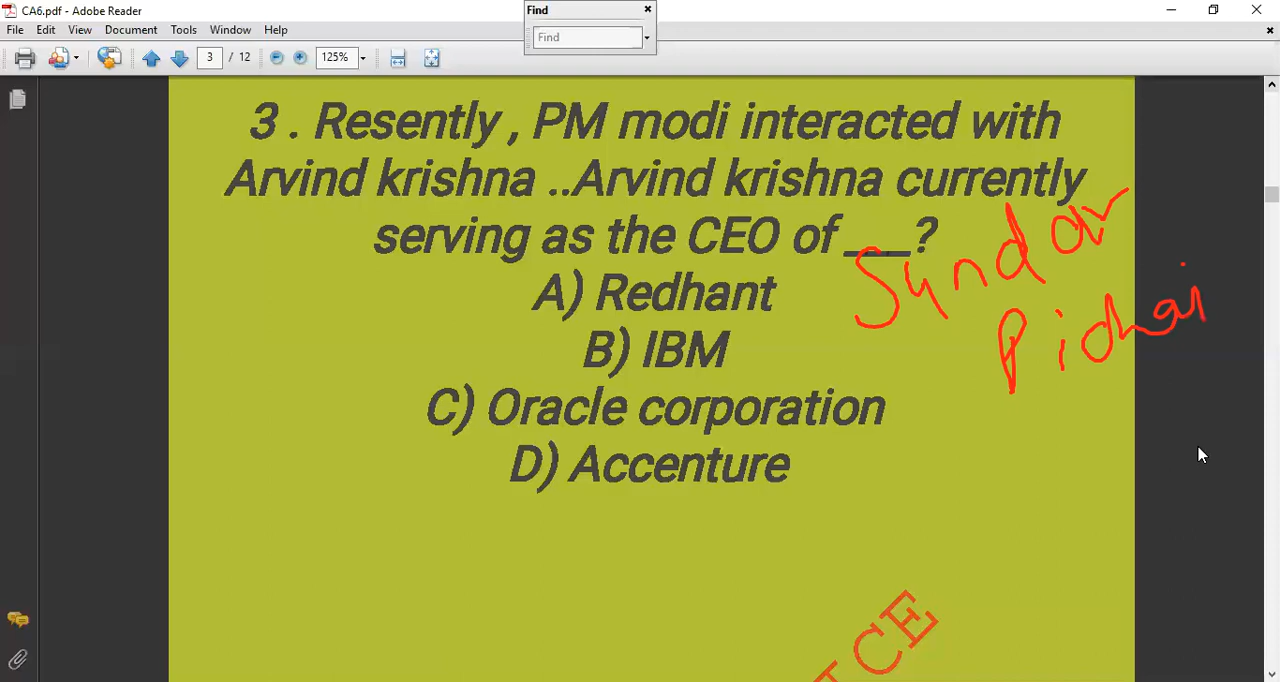 CA6.pdf - Adobe Reader
Find
File Edit View Document Tools Window Help
Find
3 / 12 125%
3 . Resently , PM modi interacted with
Arvind krishna ..Arvind krishna currently
serving as the CEO of ___?
Syndar
Pichai
A) Redhant
B) IBM
C) Oracle corporation
D) Accenture
CE